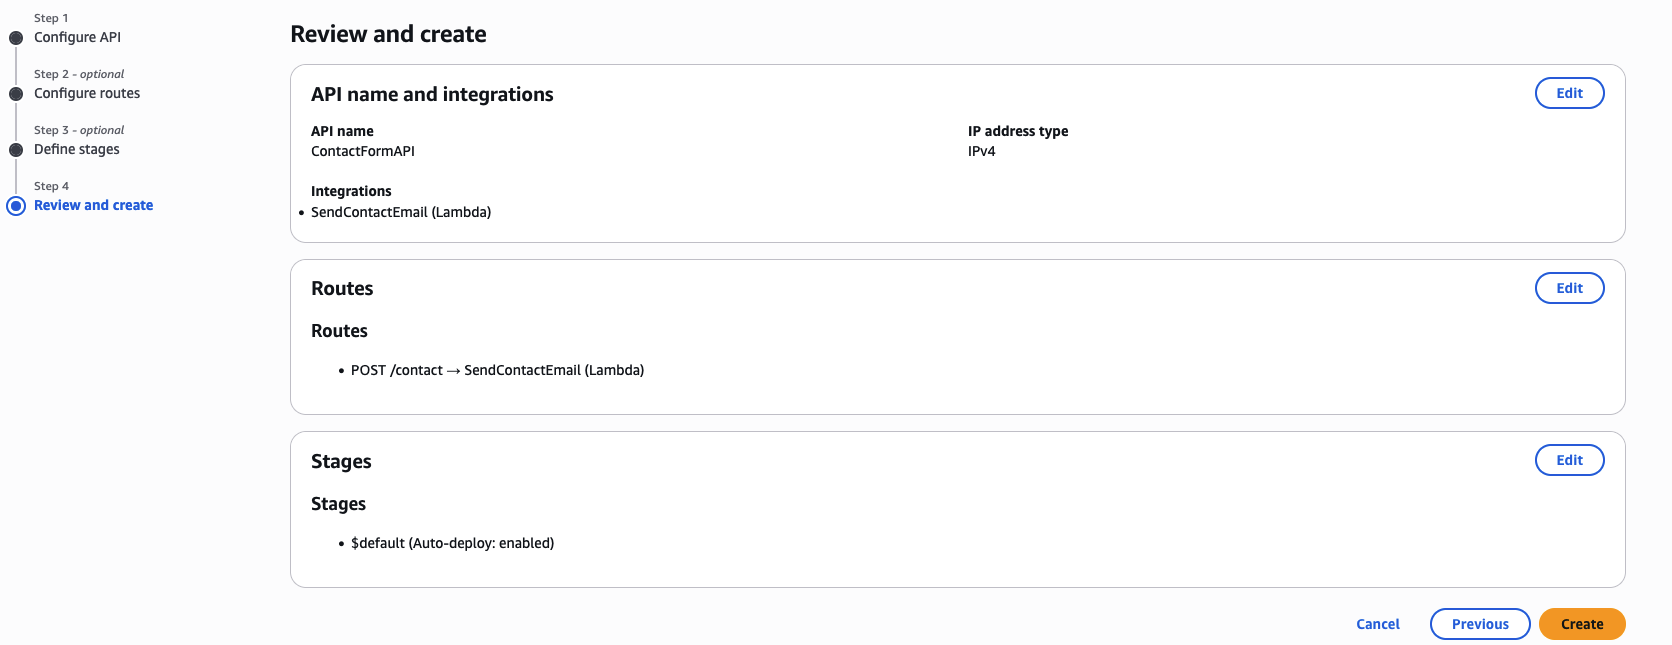 Step 1
Configure API
Step 2 - optional
Configure routes
Step 3 - optional
Define stages
Step 4
Review and create
Review and create
API name and integrations
Edit
API name
ContactFormAPI
IP address type
IPv4
Integrations
• SendContactEmail (Lambda)
Routes
Edit
Routes
• POST /contact → SendContactEmail (Lambda)
Stages
Edit
Stages
• $default (Auto-deploy: enabled)
Cancel
Previous
Create